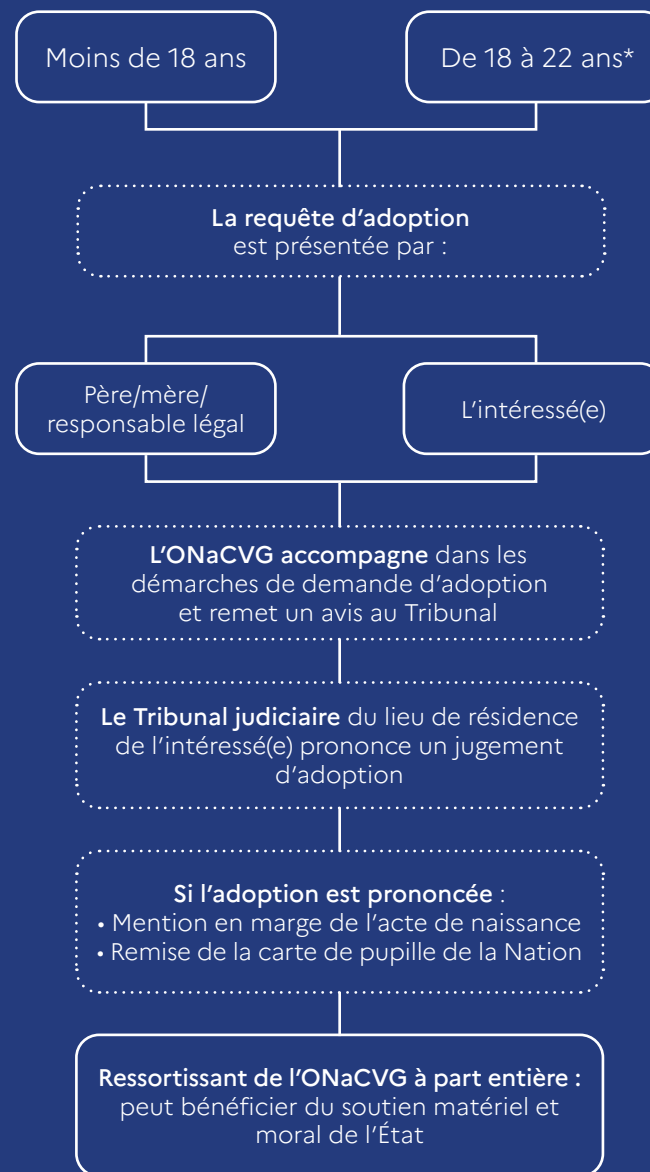 Moins de 18 ans
De 18 à 22 ans*
La requête d'adoption
est présentée par :
Père/mère/
responsable légal
L'intéressé(e)
L'ONaCVG accompagne dans les
démarches de demande d'adoption
et remet un avis au Tribunal
Le Tribunal judiciaire du lieu de résidence
de l'intéressé(e) prononce un jugement
d'adoption
Si l'adoption est prononcée :
• Mention en marge de l'acte de naissance
• Remise de la carte de pupille de la Nation
Ressortissant de l'ONaCVG à part entière :
peut bénéficier du soutien matériel et
moral de l'État